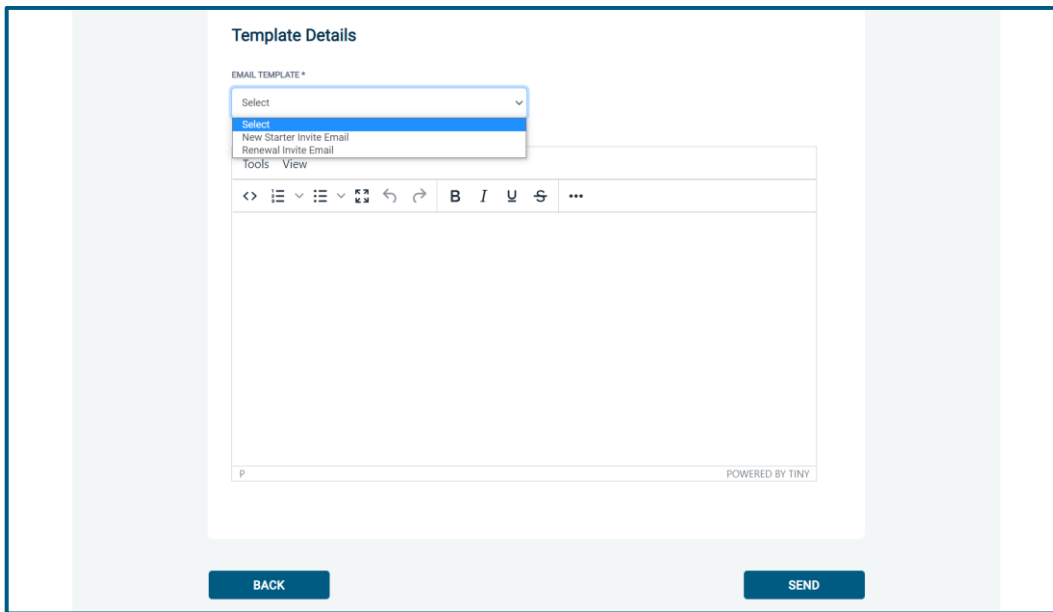 Template Details
EMAIL TEMPLATE *
Select
Select
New Starter Invite Email
Renewal Invite Email
Tools View
B I U S
P POWERED BY TINY
BACK SEND